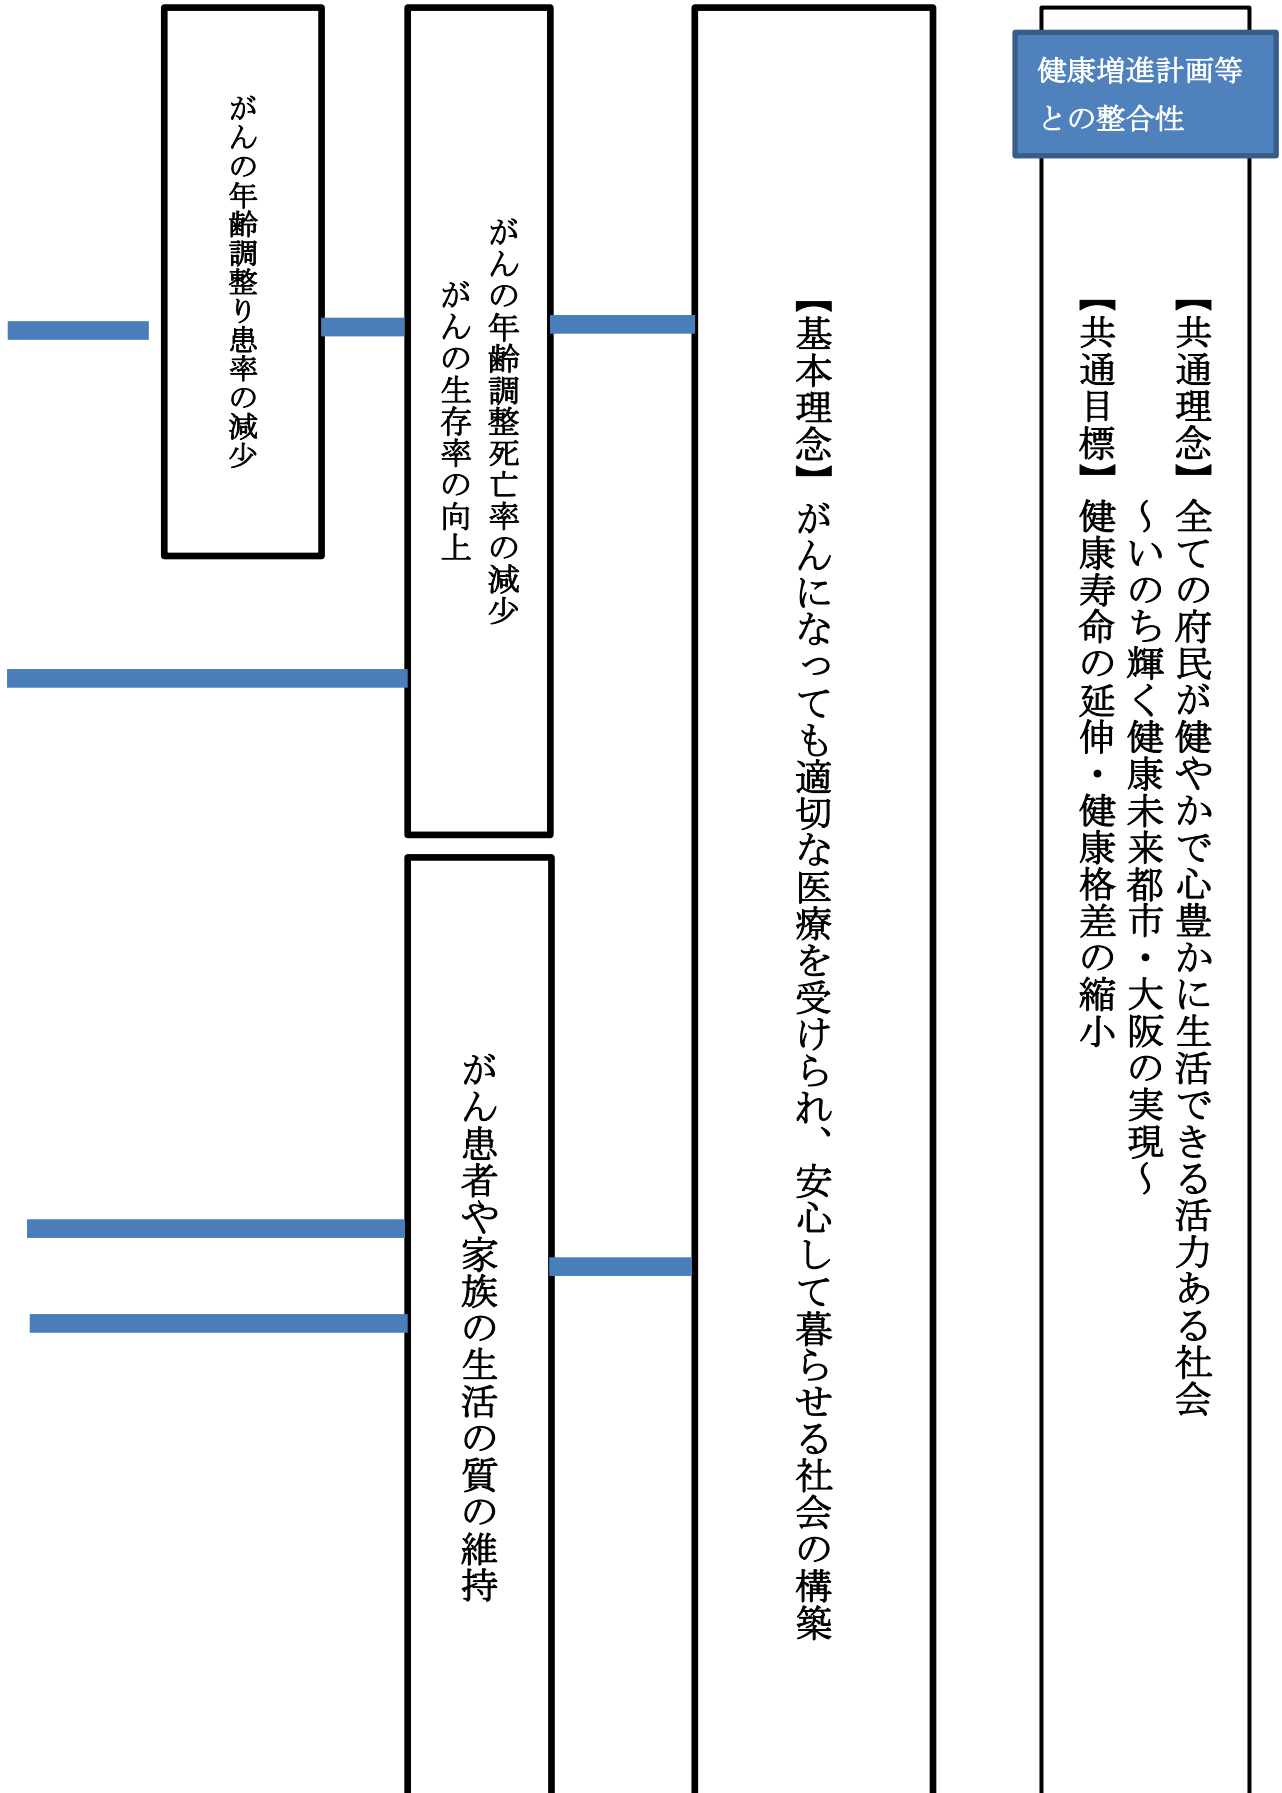 健康増進計画等
との整合性
【共通理念】全ての府民が健やかで心豊かに生活できる活力ある社会
～いのち輝く健康未来都市・大阪の実現～
【共通目標】健康寿命の延伸・健康格差の縮小
【基本理念】がんになっても適切な医療を受けられ、安心して暮らせる社会の構築
がんの年齢調整死亡率の減少
がんの生存率の向上
がん患者や家族の生活の質の維持
がんの年齢調整り患率の減少